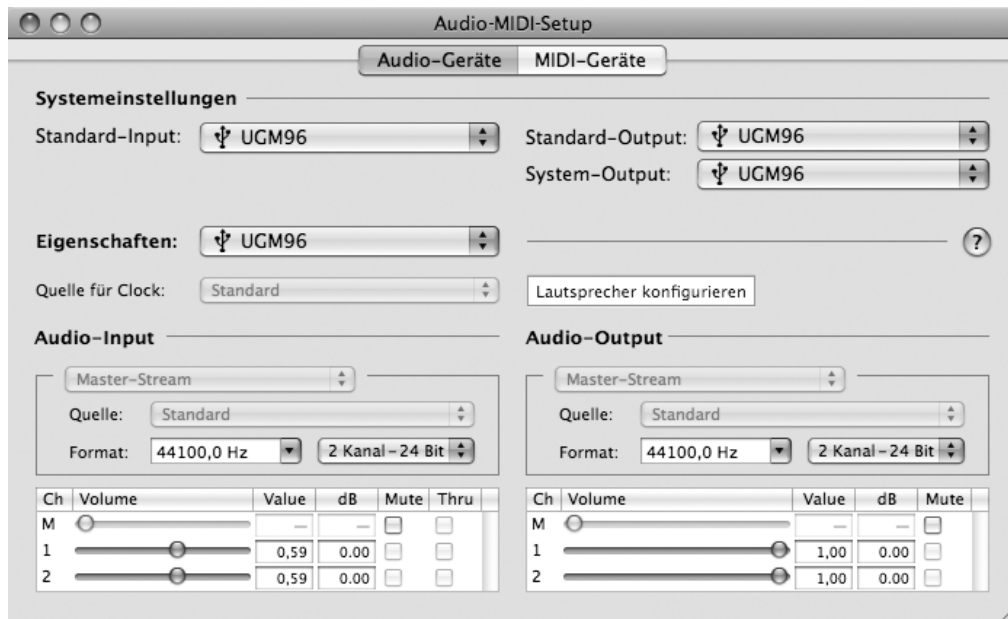 Audio-MIDI-Setup
Audio-Geräte MIDI-Geräte
Systemeinstellungen
Standard-Input: UGM96
Standard-Output: UGM96
System-Output: UGM96
Eigenschaften: UGM96
?
Quelle für Clock: Standard
Lautsprecher konfigurieren
Audio-Input
Master-Stream
Quelle: Standard
Format: 44100,0 Hz 2 Kanal-24 Bit
Ch Volume Value dB Mute Thru
M — —
1 0,59 0.00
2 0,59 0.00
Audio-Output
Master-Stream
Quelle: Standard
Format: 44100,0 Hz 2 Kanal-24 Bit
Ch Volume Value dB Mute
M — —
1 1,00 0.00
2 1,00 0.00